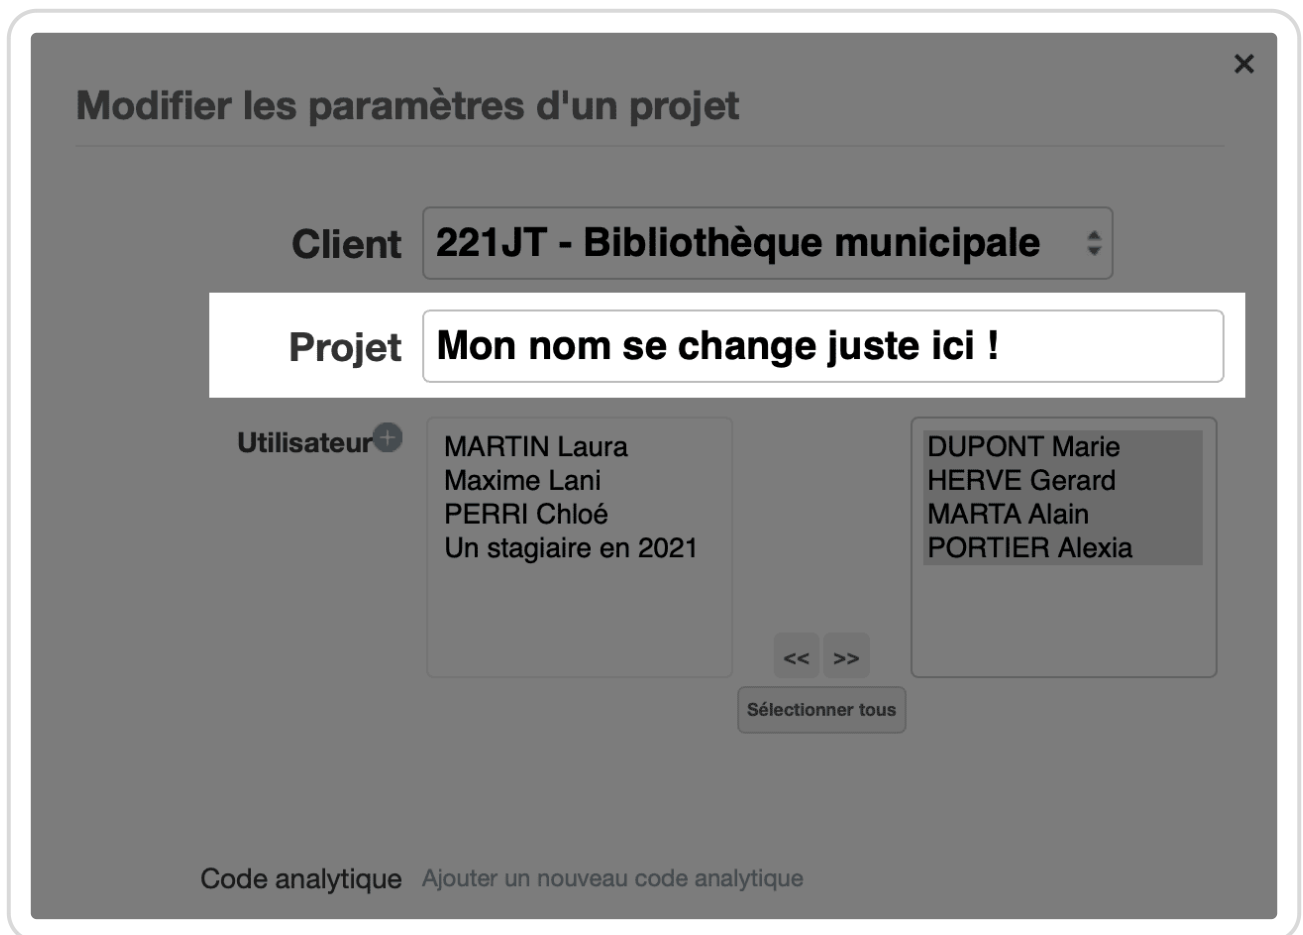 ×
Modifier les paramètres d'un projet
Client 221JT - Bibliothèque municipale
Projet Mon nom se change juste ici !
Utilisateur+
MARTIN Laura
Maxime Lani
PERRI Chloé
Un stagiaire en 2021
<< >>
Sélectionner tous
DUPONT Marie
HERVE Gerard
MARTA Alain
PORTIER Alexia
Code analytique Ajouter un nouveau code analytique